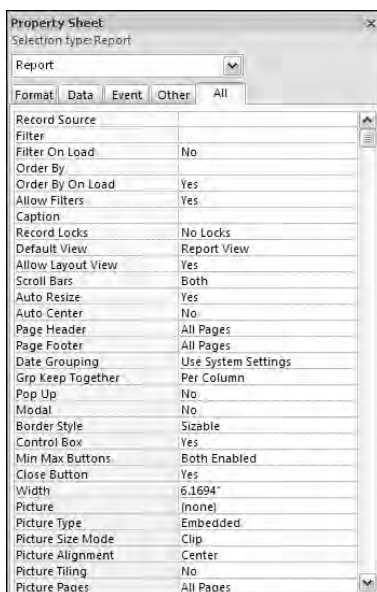 Property Sheet
Selection type: Report
Report
Format Data Event Other All
Record Source
Filter
Filter On Load No
Order By
Order By On Load Yes
Allow Filters Yes
Caption
Record Locks No Locks
Default View Report View
Allow Layout View Yes
Scroll Bars Both
Auto Resize Yes
Auto Center No
Page Header All Pages
Page Footer All Pages
Date Grouping Use System Settings
Grp Keep Together Per Column
Pop Up No
Modal No
Border Style Sizable
Control Box Yes
Min Max Buttons Both Enabled
Close Button Yes
Width 6.1694"
Picture (none)
Picture Type Embedded
Picture Size Mode Clip
Picture Alignment Center
Picture Tiling No
Picture Pages All Pages